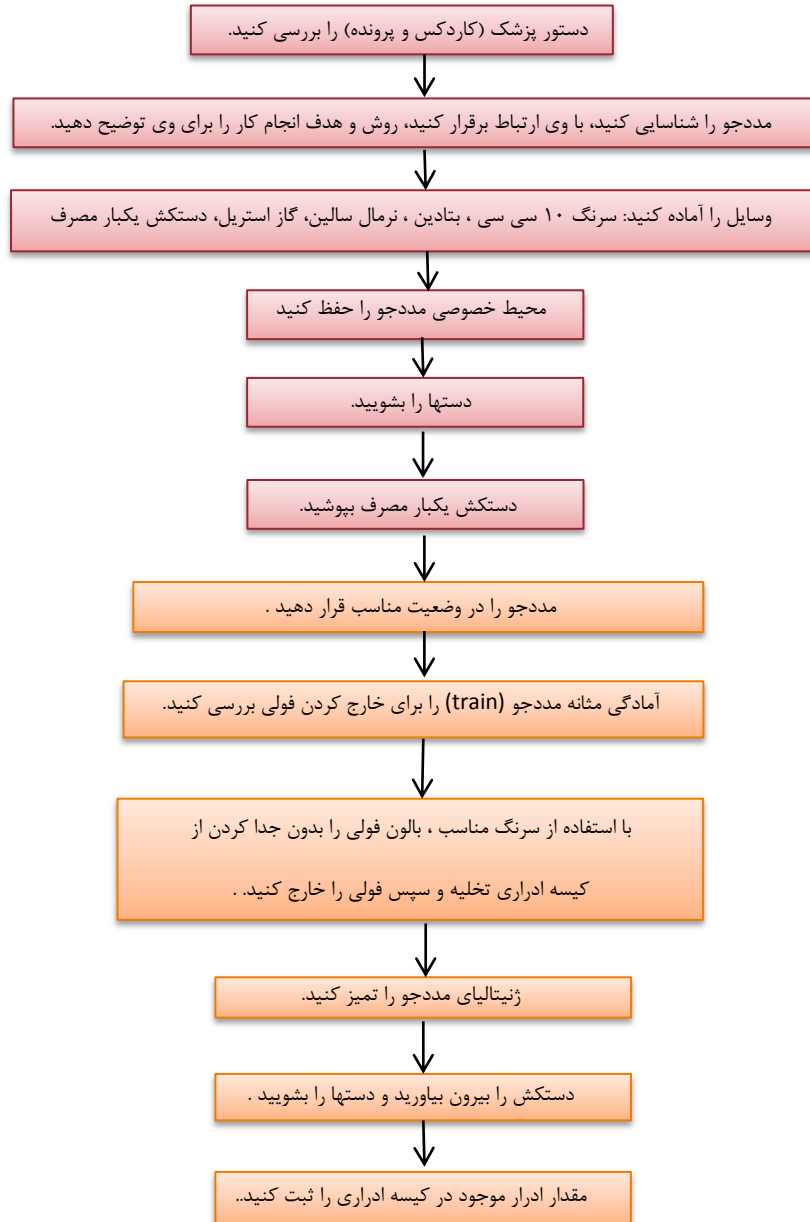 دستور پزشک (کاردکس و پرونده) را بررسی کنید.
مددجو را شناسایی کنید، با وی ارتباط برقرار کنید، روش و هدف انجام کار را برای وی توضیح دهید.
وسایل را آماده کنید: سرنگ ۱۰ سی سی ، بتادین ، نرمال سالین، گاز استریل، دستکش یکبار مصرف
محیط خصوصی مددجو را حفظ کنید
دستها را بشویید.
دستکش یکبار مصرف بپوشید.
مددجو را در وضعیت مناسب قرار دهید .
آمادگی مثانه مددجو (train) را برای خارج کردن فولی بررسی کنید.
با استفاده از سرنگ مناسب ، بالون فولی را بدون جدا کردن از
کیسه ادراری تخلیه و سپس فولی را خارج کنید. .
ژنیتالیای مددجو را تمیز کنید.
دستکش را بیرون بیاورید و دستها را بشویید .
مقدار ادرار موجود در کیسه ادراری را ثبت کنید..